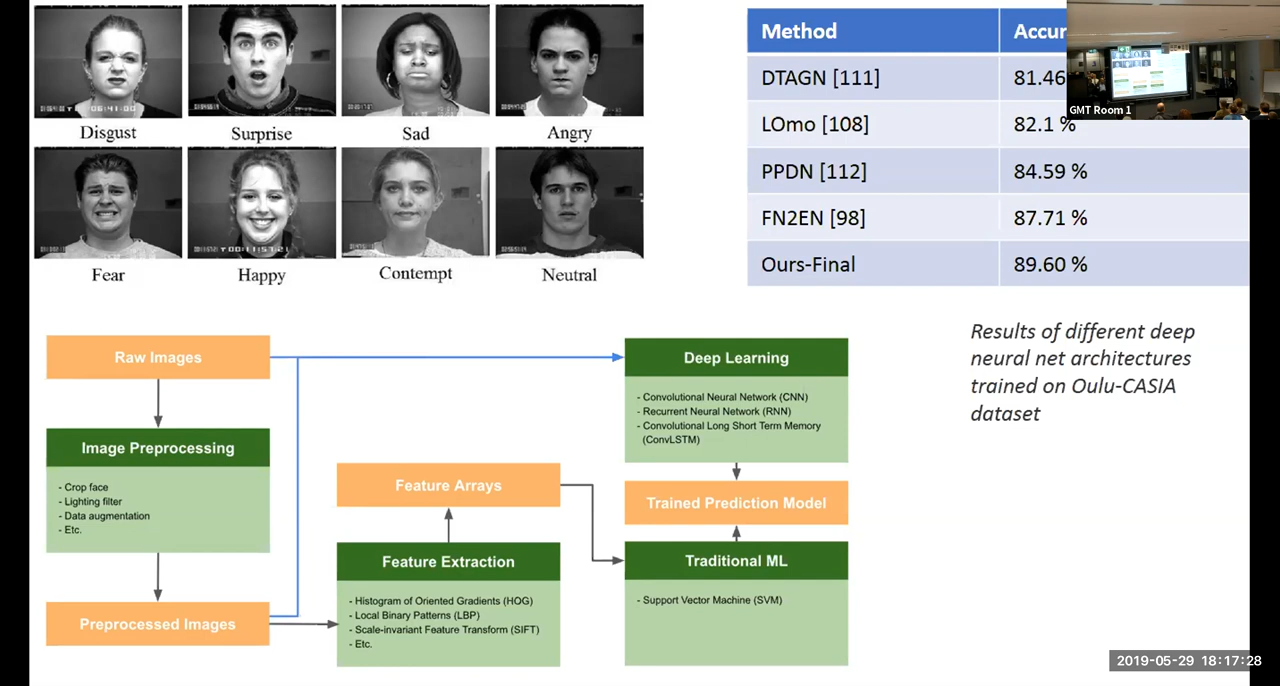 Disgust
Surprise
Sad
Angry
Fear
Happy
Contempt
Neutral
Method
DTAGN [111]
81.46
LOmo [108]
82.1 %
PPDN [112]
84.59 %
FN2EN [98]
87.71 %
Ours-Final
89.60 %
GMT Room 1
Results of different deep
neural net architectures
trained on Oulu-CASIA
dataset
Raw Images
Image Preprocessing
- Crop face
- Lighting filter
- Data augmentation
- Etc.
Preprocessed Images
Feature Arrays
Feature Extraction
- Histogram of Oriented Gradients (HOG)
- Local Binary Patterns (LBP)
- Scale-invariant Feature Transform (SIFT)
- Etc.
Deep Learning
- Convolutional Neural Network (CNN)
- Recurrent Neural Network (RNN)
- Convolutional Long Short Term Memory
(ConvLSTM)
Trained Prediction Model
Traditional ML
- Support Vector Machine (SVM)
2019-05-29 18:17:28